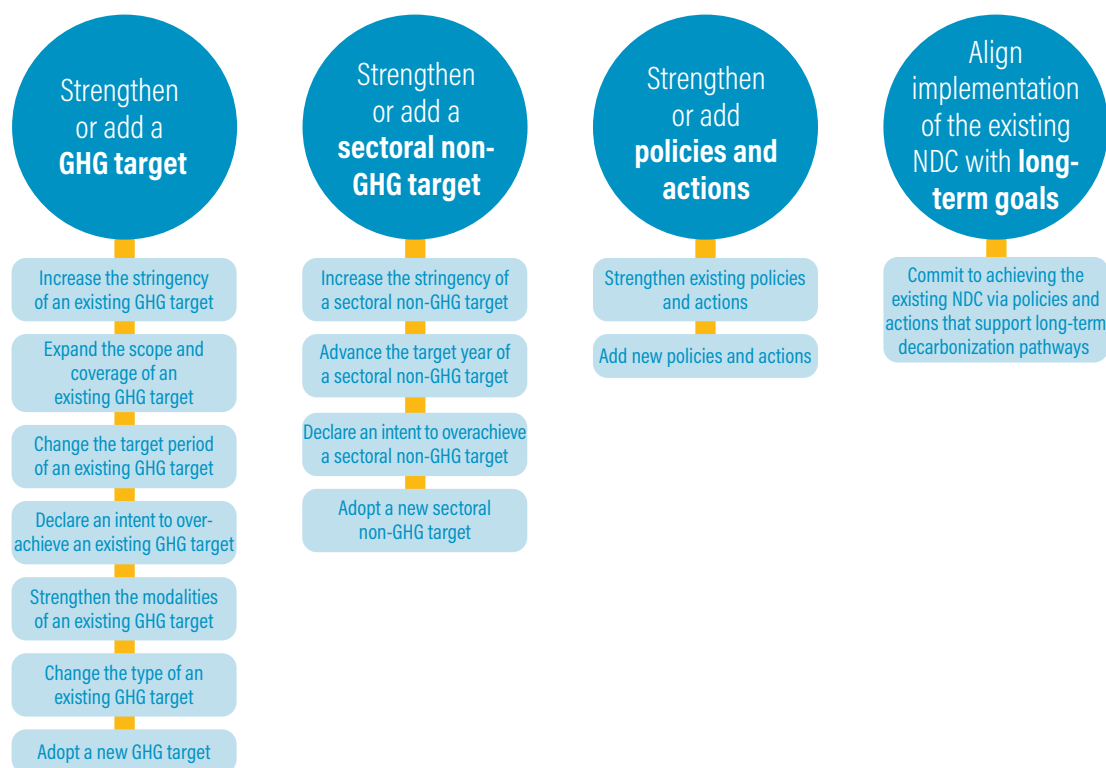 Strengthen
or add a
GHG target
Increase the stringency
of an existing GHG target
Expand the scope and
coverage of an
existing GHG target
Change the target period
of an existing GHG target
Declare an intent to over-
achieve an existing GHG target
Strengthen the modalities
of an existing GHG target
Change the type of an
existing GHG target
Adopt a new GHG target
Strengthen
or add a
sectoral non-
GHG target
Increase the stringency of
a sectoral non-GHG target
Advance the target year of
a sectoral non-GHG target
Declare an intent to overachieve
a sectoral non-GHG target
Adopt a new sectoral
non-GHG target
Strengthen
or add
policies and
actions
Strengthen existing policies
and actions
Add new policies and actions
Align
implementation
of the existing
NDC with long-
term goals
Commit to achieving the
existing NDC via policies and
actions that support long-term
decarbonization pathways